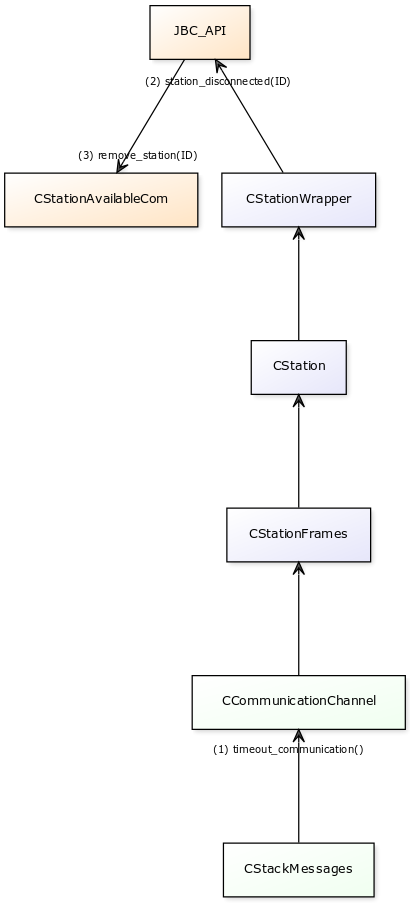 JBC_API
(2) station_disconnected(ID)
(3) remove_station(ID)
CStationAvailableCom
CStationWrapper
CStation
CStationFrames
CCommunicationChannel
(1) timeout_communication()
CStackMessages